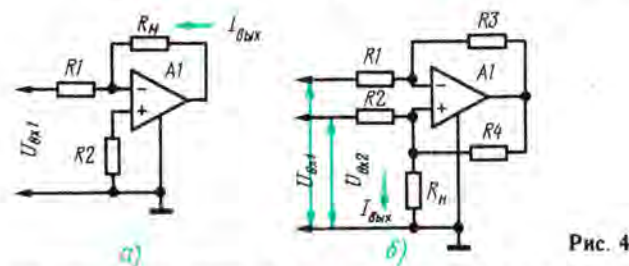 Rн
Iвых
R1
A1
−
+
Uвх1
R2
а)
R3
R1
A1
−
+
R2
R4
Uвх1
Uвх2
Rн
Iвых
б)
Рис. 4